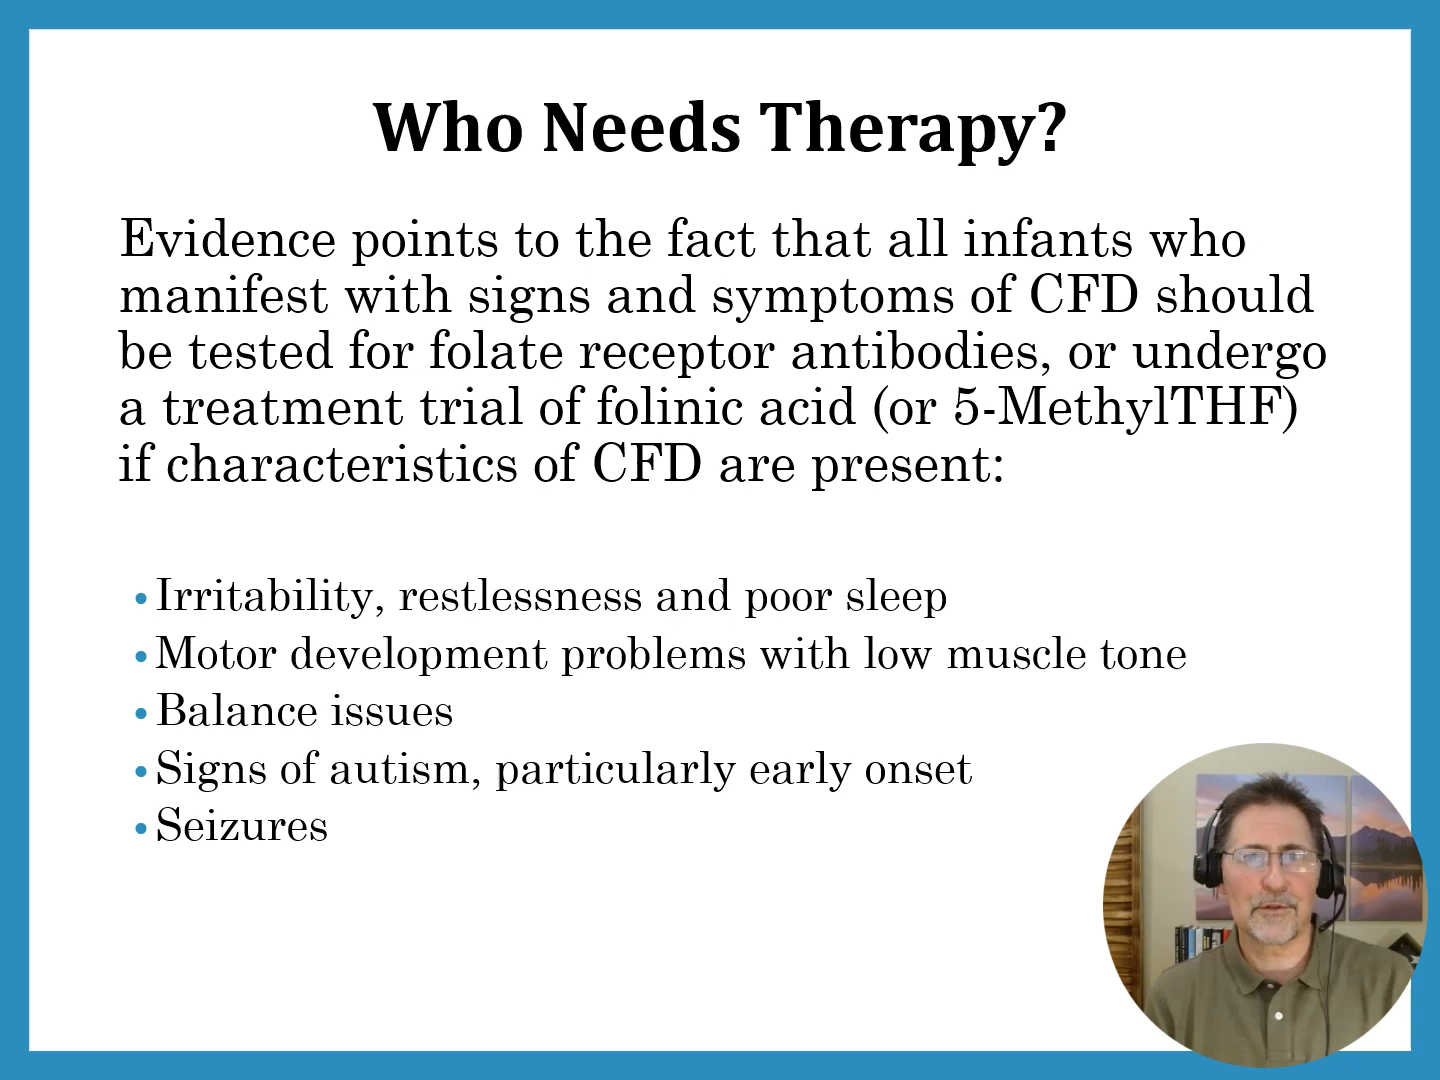 Who Needs Therapy?
Evidence points to the fact that all infants who
manifest with signs and symptoms of CFD should
be tested for folate receptor antibodies, or undergo
a treatment trial of folinic acid (or 5-MethylTHF)
if characteristics of CFD are present:
•Irritability, restlessness and poor sleep
•Motor development problems with low muscle tone
•Balance issues
•Signs of autism, particularly early onset
•Seizures